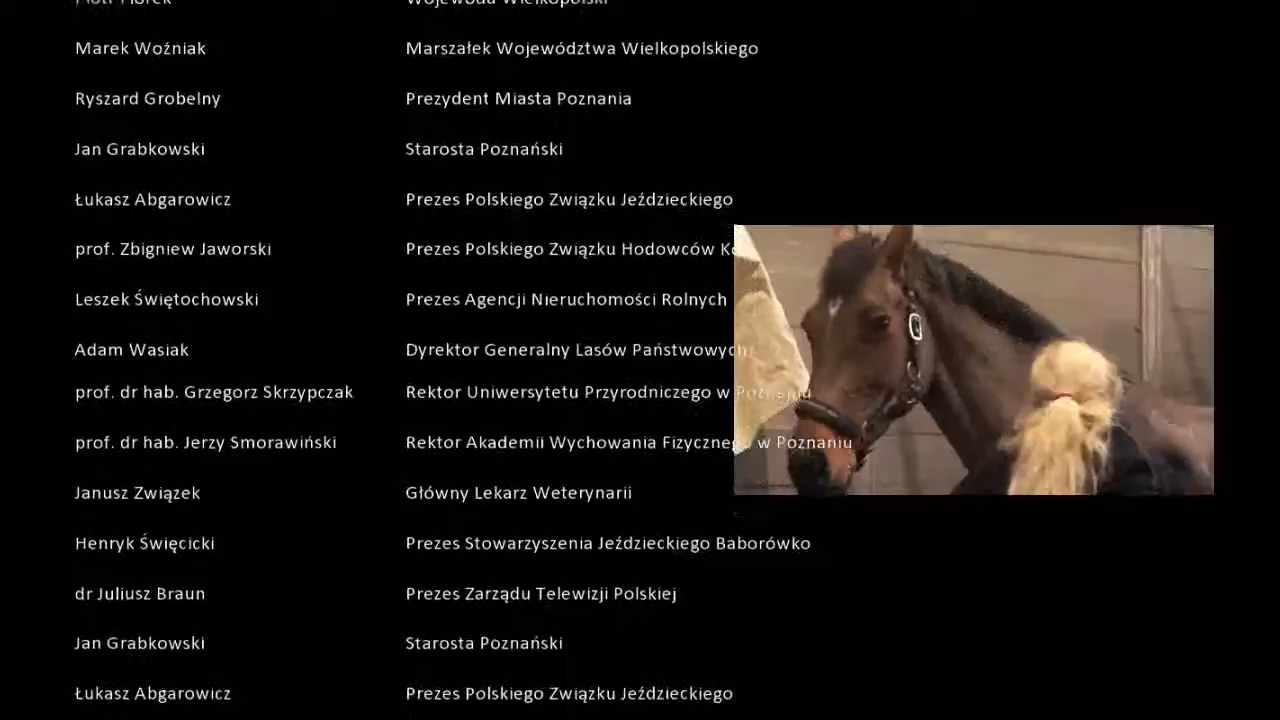 Marek Woźniak Marszałek Województwa Wielkopolskiego
Ryszard Grobelny Prezydent Miasta Poznania
Jan Grabkowski Starosta Poznański
Łukasz Abgarowicz Prezes Polskiego Związku Jeździeckiego
prof. Zbigniew Jaworski Prezes Polskiego Związku Hodowców
Leszek Świętochowski Prezes Agencji Nieruchomości Rolnych
Adam Wasiak Dyrektor Generalny Lasów Państwowych
prof. dr hab. Grzegorz Skrzypczak Rektor Uniwersytetu Przyrodniczego w Poznaniu
prof. dr hab. Jerzy Smorawiński Rektor Akademii Wychowania Fizycznego w Poznaniu
Janusz Związek Główny Lekarz Weterynarii
Henryk Święcicki Prezes Stowarzyszenia Jeździeckiego Baborówko
dr Juliusz Braun Prezes Zarządu Telewizji Polskiej
Jan Grabkowski Starosta Poznański
Łukasz Abgarowicz Prezes Polskiego Związku Jeździeckiego